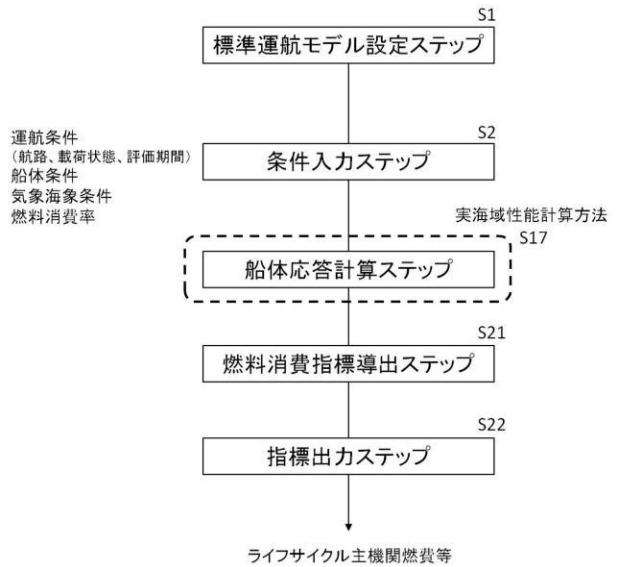 S1
標準運航モデル設定ステップ
運航条件
(航路、載荷状態、評価期間)
船体条件
気象海象条件
燃料消費率
S2
条件入力ステップ
実海域性能計算方法
S17
船体応答計算ステップ
S21
燃料消費指標導出ステップ
S22
指標出力ステップ
ライフサイクル主機関燃費等